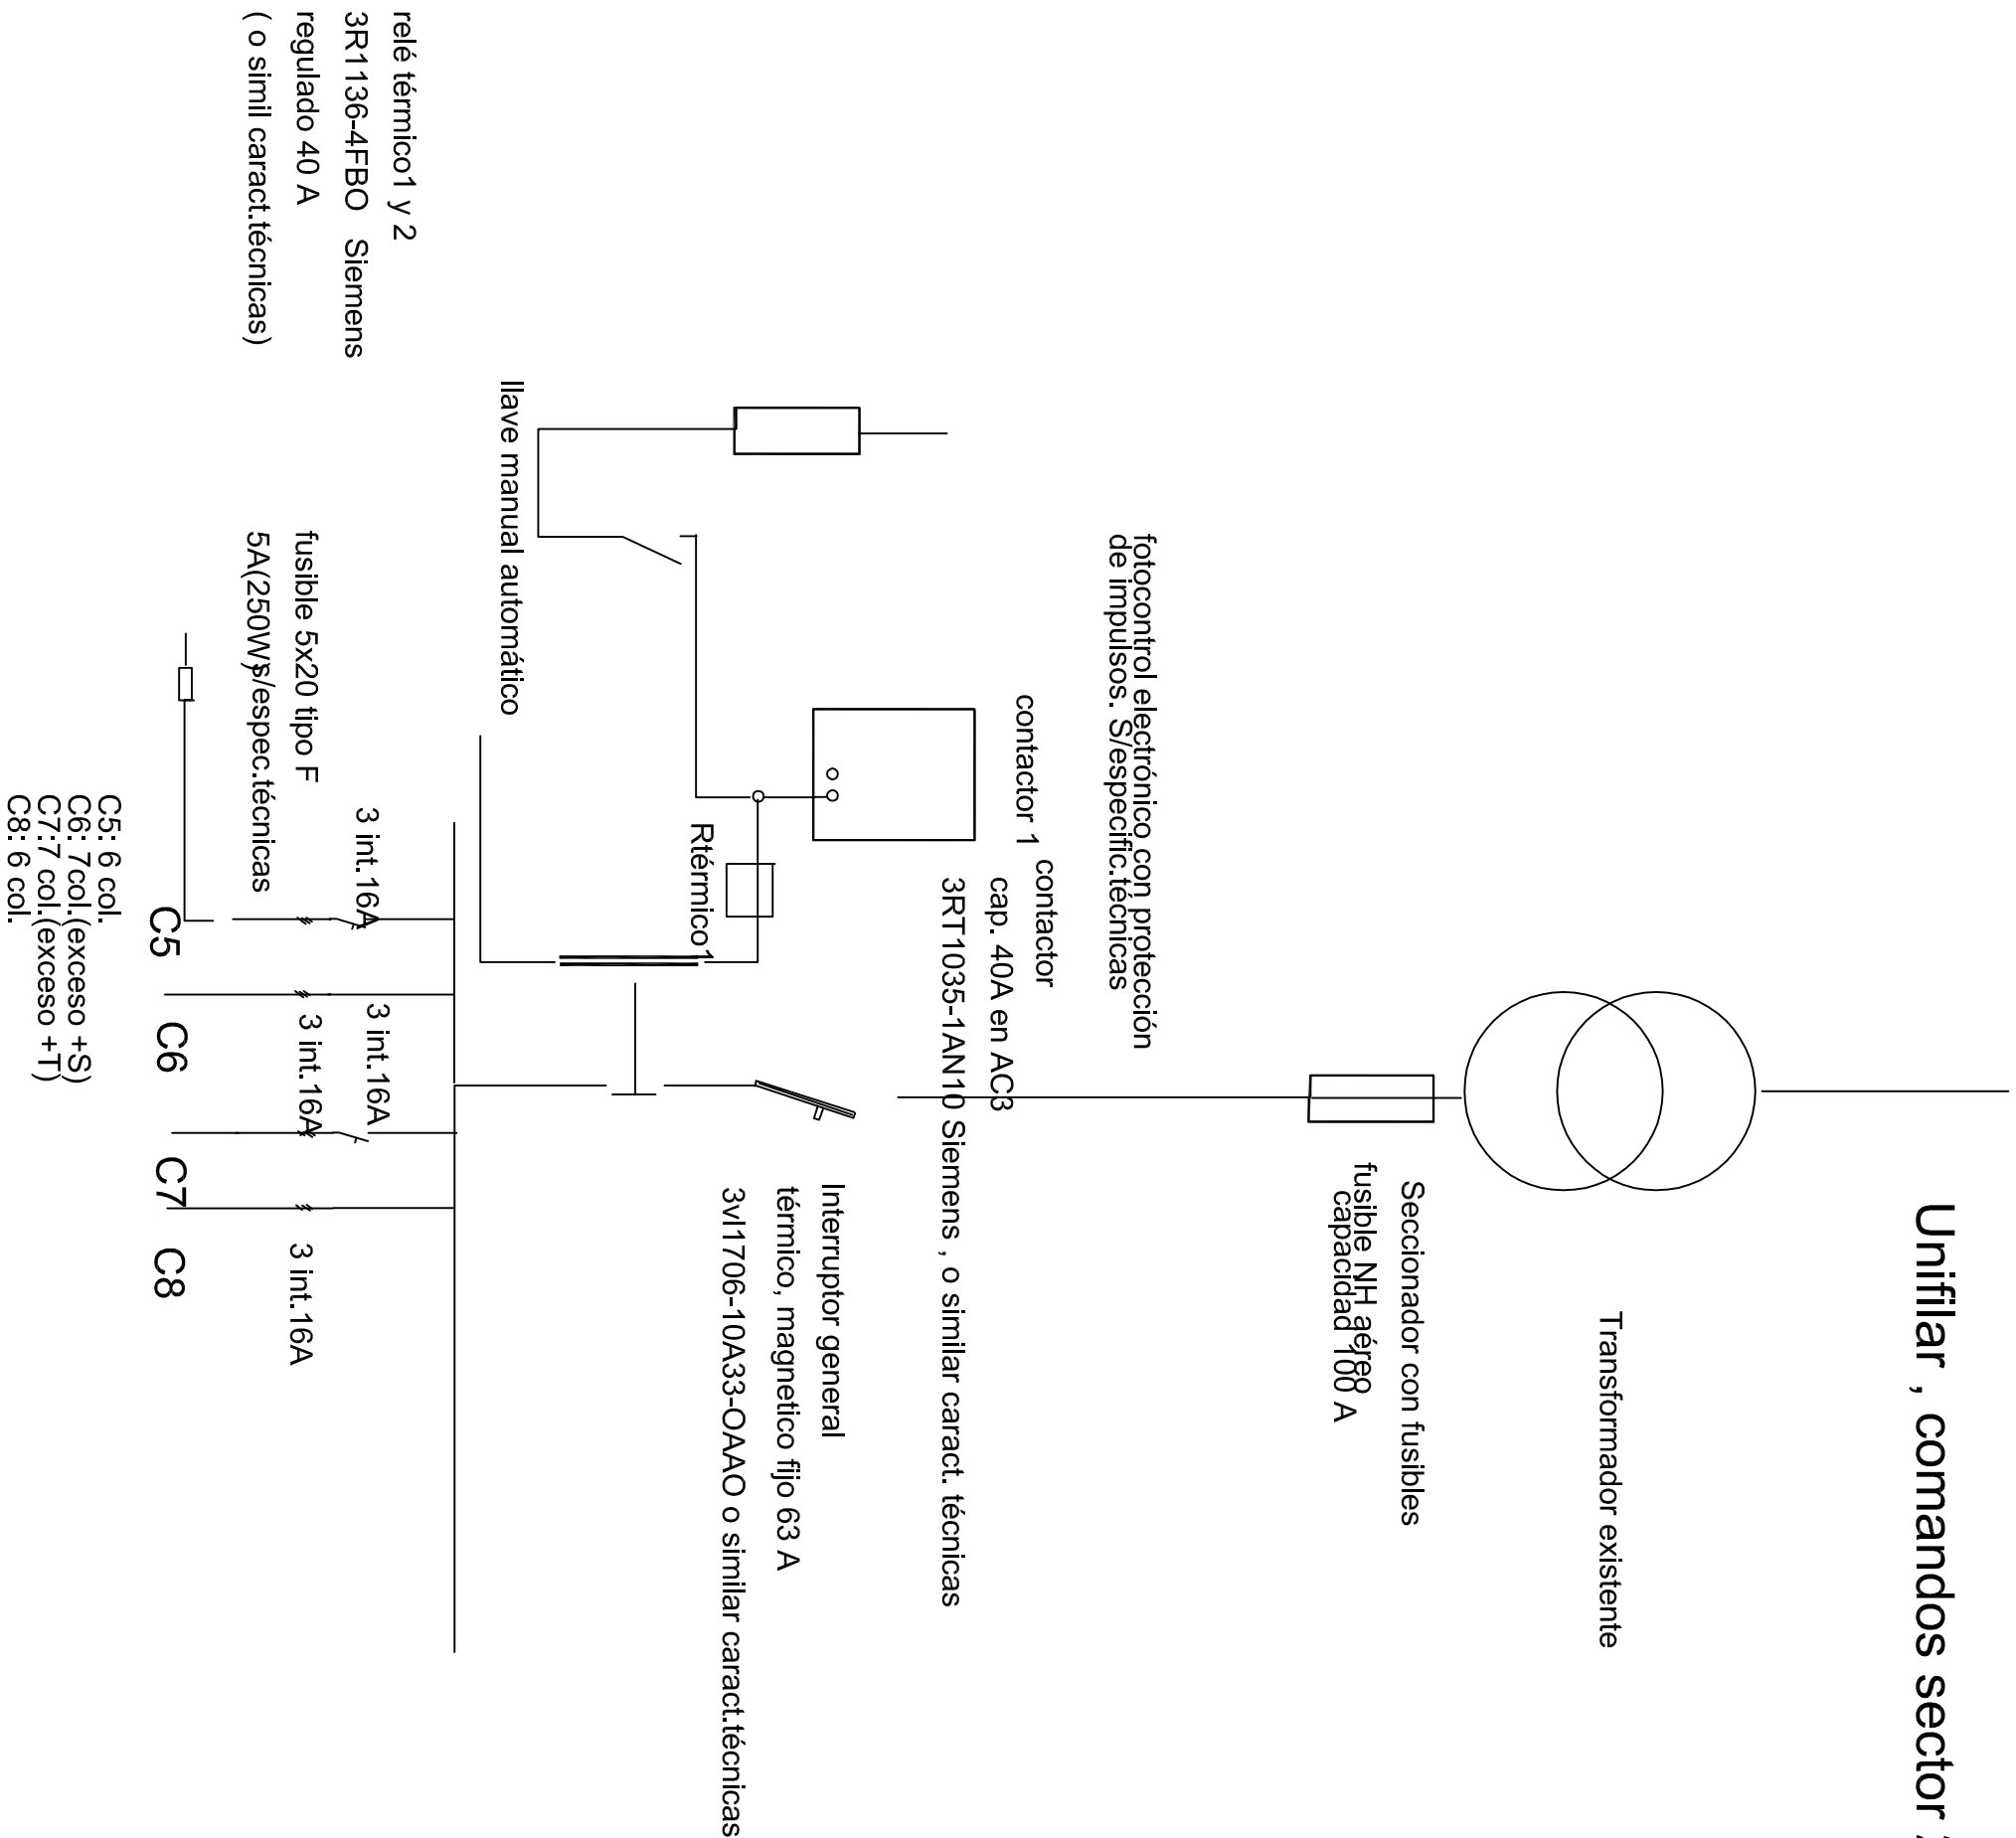 Unifilar , comandos sector
Transformador existente
Seccionador con fusibles
fusible NH aéreo
capacidad 100 A
fotocontrol electrónico con protección
de impulsos. S/especific.técnicas
contactor 1
contactor
cap. 40A en AC3
3RT1035-1AN10 Siemens , o similar caract. técnicas
Interruptor general
térmico, magnetico fijo 63 A
3vl1706-10A33-OAAO o similar caract.técnicas
Rtérmico1
llave manual automático
relé térmico1 y 2
3R1136-4FBO Siemens
regulado 40 A
( o simil caract.técnicas)
fusible 5x20 tipo F
5A(250W)
s/espec.técnicas
3 int.16A
3 int.16A
3 int.16A
3 int.16A
C5
C6
C7
C8
C5: 6 col.
C6: 7col.(exceso +S)
C7:7 col.(exceso +T)
C8: 6 col.